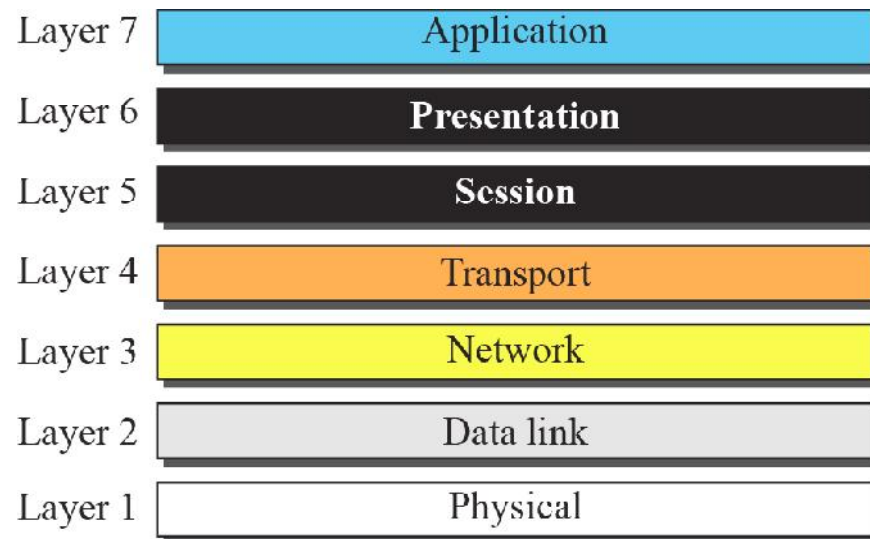 Layer 7 Application
Layer 6 Presentation
Layer 5 Session
Layer 4 Transport
Layer 3 Network
Layer 2 Data link
Layer 1 Physical